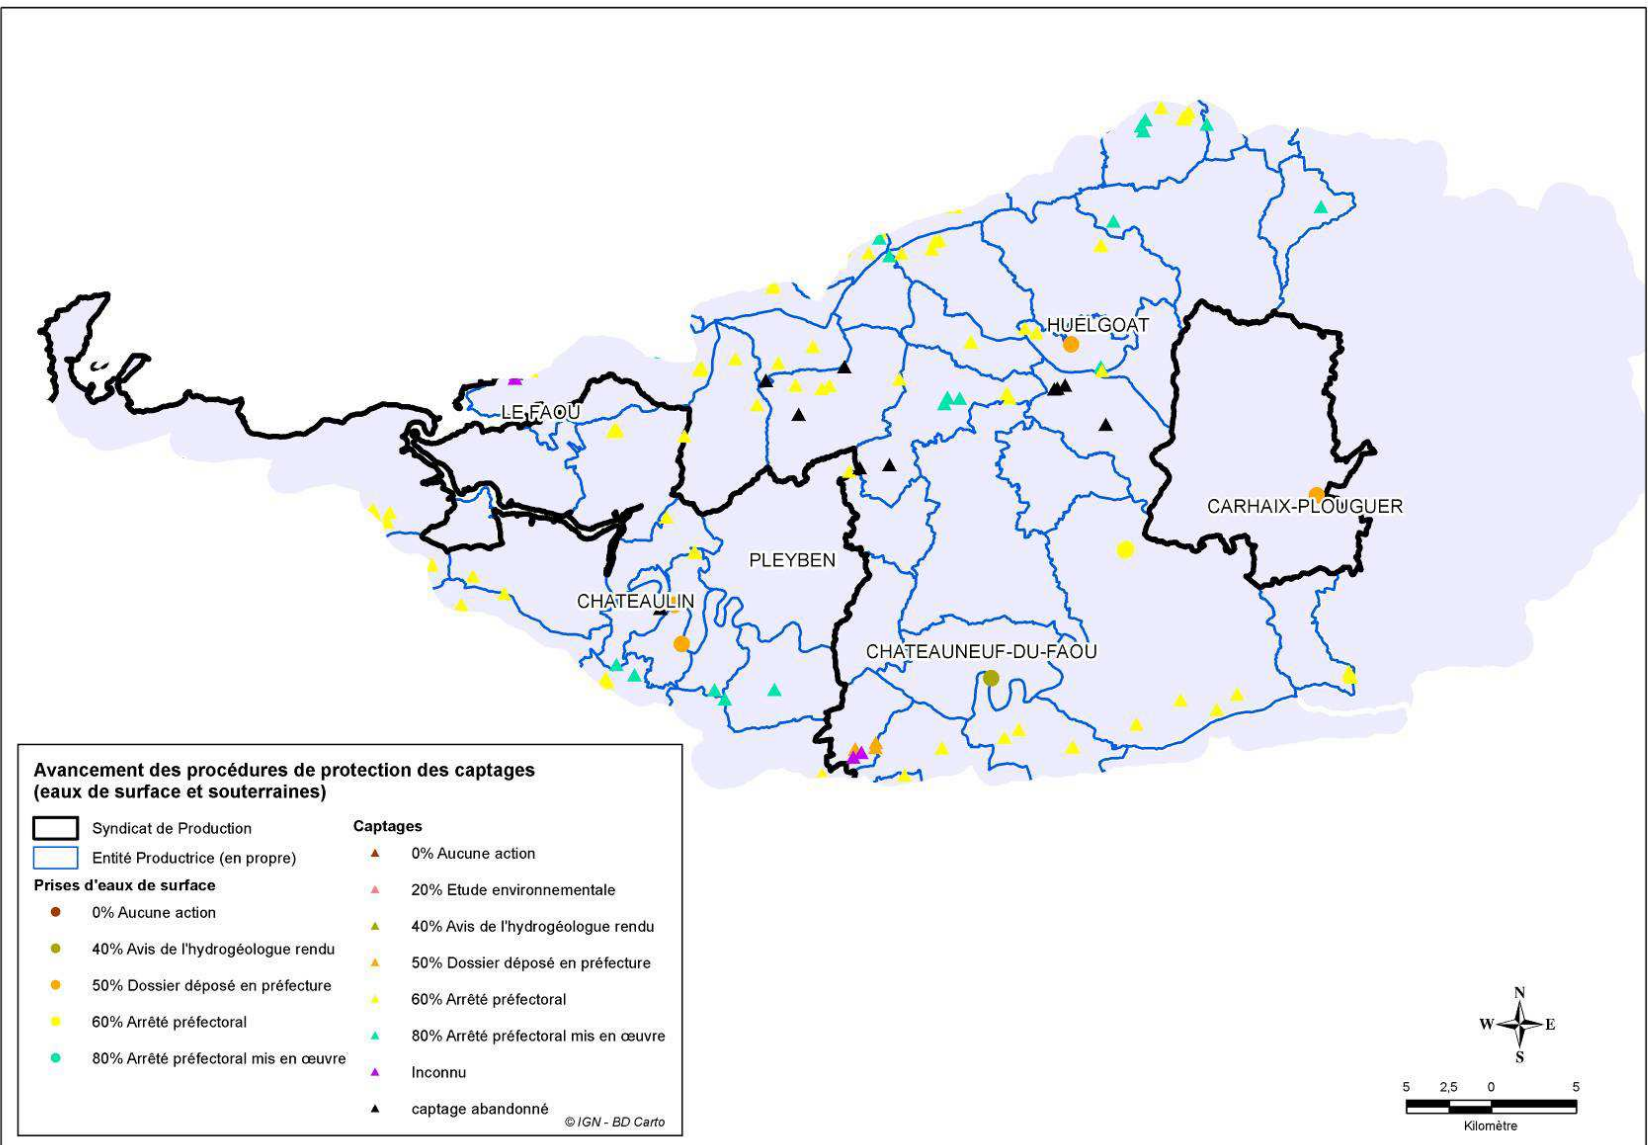 HUELGOAT
LE FAOU
CARHAIX-PLOUGUER
PLEYBEN
CHATEAULIN
CHATEAUNEUF-DU-FAOU
Avancement des procédures de protection des captages
(eaux de surface et souterraines)
Syndicat de Production
Entité Productrice (en propre)
Prises d'eaux de surface
0% Aucune action
40% Avis de l'hydrogéologue rendu
50% Dossier déposé en préfecture
60% Arrêté préfectoral
80% Arrêté préfectoral mis en œuvre
Captages
0% Aucune action
20% Etude environnementale
40% Avis de l'hydrogéologue rendu
50% Dossier déposé en préfecture
60% Arrêté préfectoral
80% Arrêté préfectoral mis en œuvre
Inconnu
captage abandonné
© IGN - BD Carto
N
W E
S
5 2,5 0 5
Kilomètre